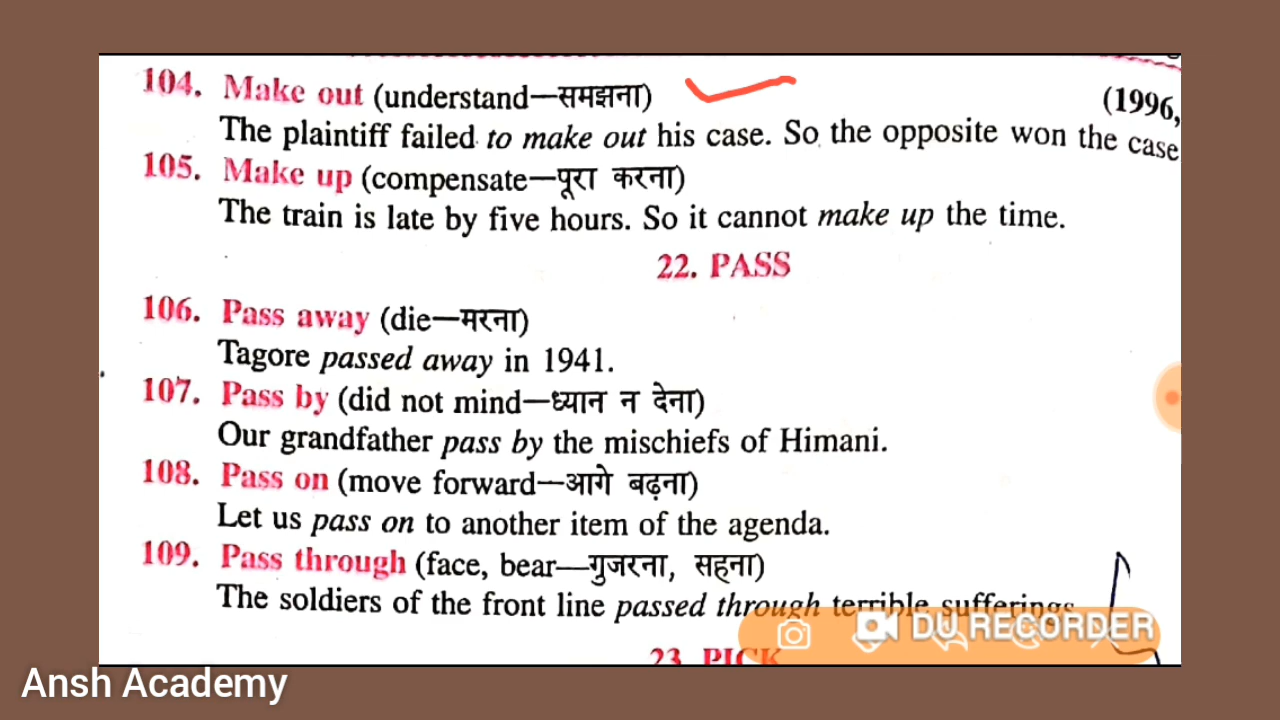 104. Make out (understand—समझना)
(1996,
The plaintiff failed to make out his case. So the opposite won the case
105. Make up (compensate—पूरा करना)
The train is late by five hours. So it cannot make up the time.
22. PASS
106. Pass away (die—मरना)
Tagore passed away in 1941.
107. Pass by (did not mind—ध्यान न देना)
Our grandfather pass by the mischiefs of Himani.
108. Pass on (move forward—आगे बढ़ना)
Let us pass on to another item of the agenda.
109. Pass through (face, bear—गुजरना, सहना)
The soldiers of the front line passed through terrible sufferings
DU RECORDER
23. PICK
Ansh Academy